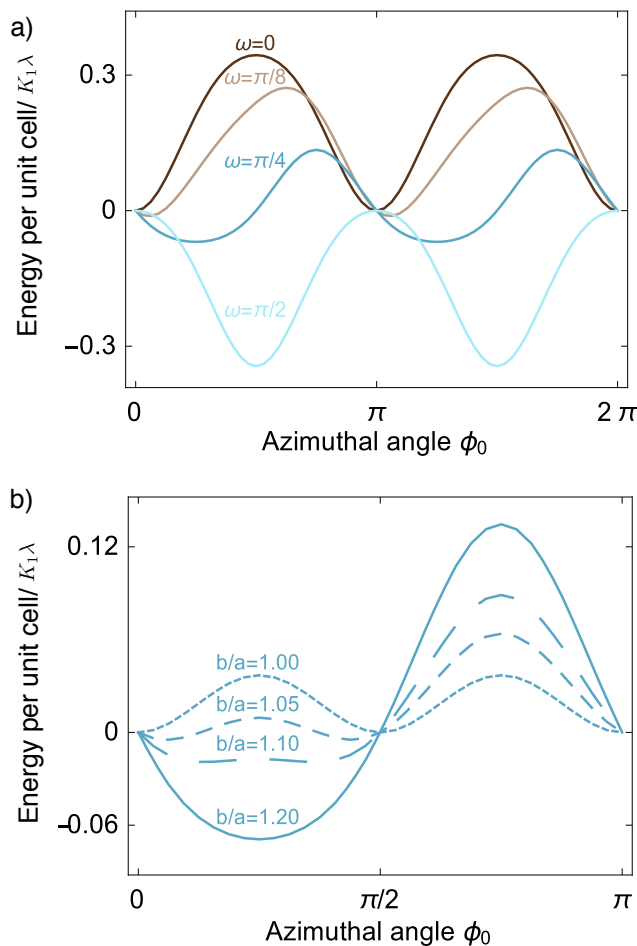 a)
ω=0
ω=π/8
ω=π/4
ω=π/2
0.3
0
−0.3
Energy per unit cell/ K₁λ
0
π
2 π
Azimuthal angle ϕ₀
b)
0.12
0
−0.06
Energy per unit cell/ K₁λ
b/a=1.00
b/a=1.05
b/a=1.10
b/a=1.20
0
π/2
π
Azimuthal angle ϕ₀